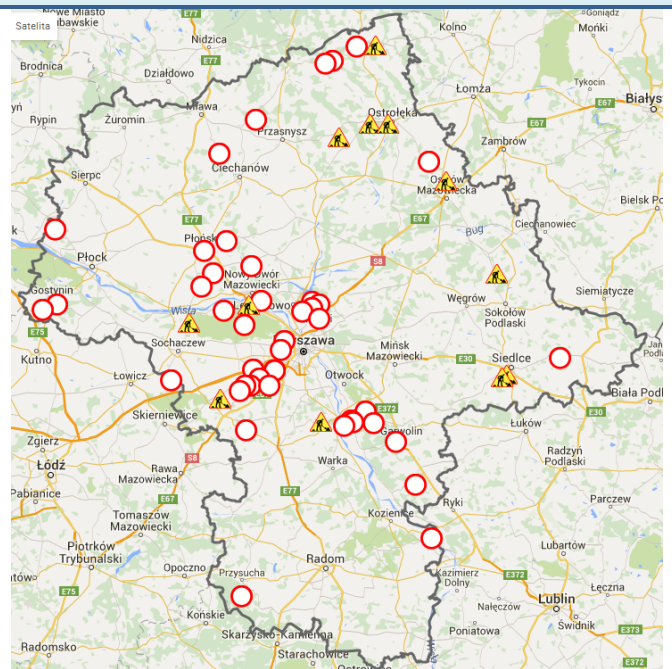 Nowe Miasto
Lubawskie
Goniądz
Satelita
Nidzica
E77
Kolno
Mońki
Brodnica
Działdowo
Łomża
Tykocin
E67
Białys
Rypin
Żuromin
Mława
Ostrołęka
Przasnysz
E67
Zambrów
Sierpc
Ciechanów
Ostrów
Mazowiecka
Bielsk Po
E77
E67
Ciechanowiec
Bug
Płońsk
Płock
S8
Gostynin
Nowy Dwór
Mazowiecki
Węgrów
Siemiatycze
Wisła
Sokołów
Podlaski
E75
Sochaczew
rszawa
Mińsk
Mazowiecki
Kutno
E30
Siedlce
Łowicz
Otwock
Biała Podl
Skierniewice
E372
E30
Garwolin
Łuków
Zgierz
S8
Radzyń
Podlaski
Łódź
Rawa
Mazowiecka
Warka
E67
E77
Pabianice
Kozienice
Ryki
Parczew
Tomaszów
Mazowiecki
Piotrków
Trybunalski
Lubartów
Opoczno
Przysucha
Radom
E75
Kazimierz
Dolny
E372
Łęczna
Końskie
Nałęczów
Lublin
Skarżysko-Kamienna
Poniatowa
Świdnik
E373
Radomsko
Starachowice
E372